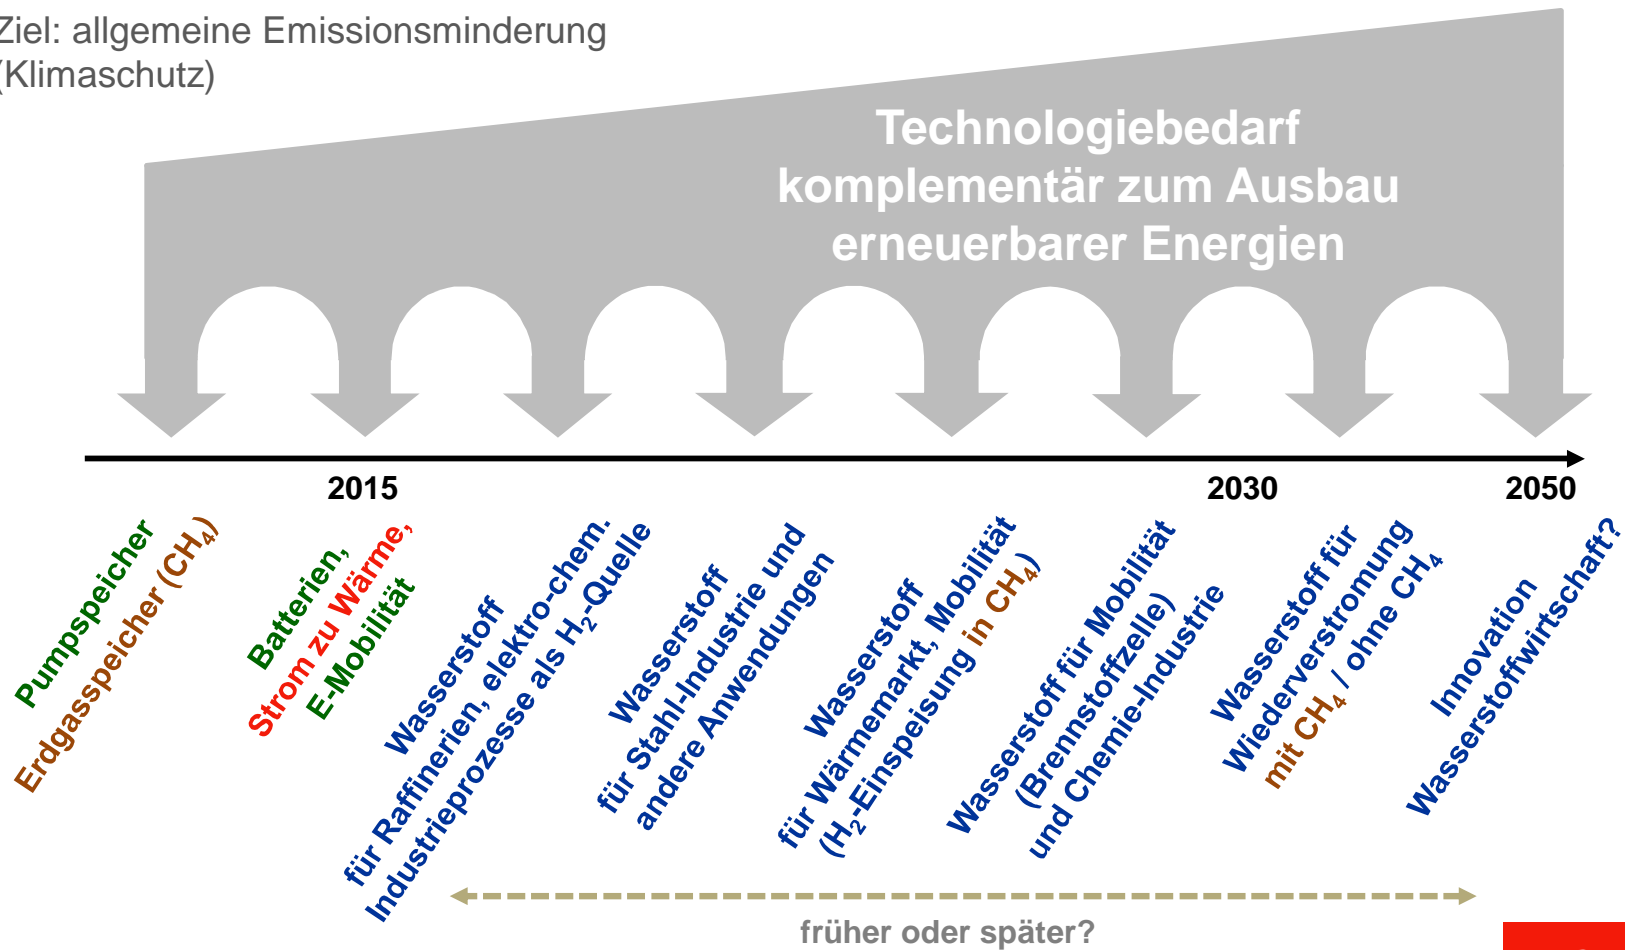 Ziel: allgemeine Emissionsminderung
(Klimaschutz)
Technologiebedarf
komplementär zum Ausbau
erneuerbarer Energien
2015
2030
2050
Pumpspeicher
Erdgasspeicher (CH₄)
Batterien,
Strom zu Wärme,
E-Mobilität
Wasserstoff
für Raffinerien, elektro-chem.
Industrieprozesse als H₂-Quelle
Wasserstoff
für Stahl-Industrie und
andere Anwendungen
Wasserstoff
für Wärmemarkt, Mobilität
(H₂-Einspeisung in CH₄)
Wasserstoff für Mobilität
(Brennstoffzelle)
und Chemie-Industrie
Wasserstoff für
Wiederverstromung
mit CH₄ / ohne CH₄
Innovation
Wasserstoffwirtschaft?
früher oder später?